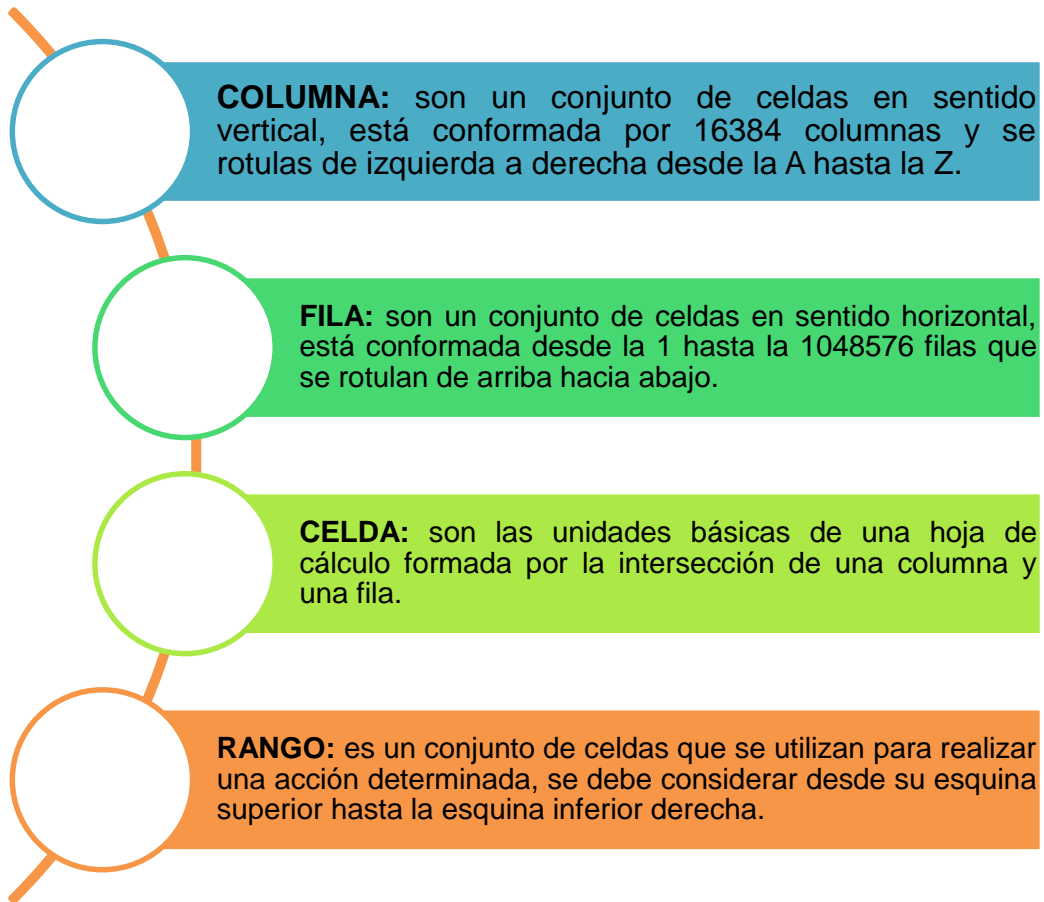 COLUMNA: son un conjunto de celdas en sentido
vertical, está conformada por 16384 columnas y se
rotulas de izquierda a derecha desde la A hasta la Z.
FILA: son un conjunto de celdas en sentido horizontal,
está conformada desde la 1 hasta la 1048576 filas que
se rotulan de arriba hacia abajo.
CELDA: son las unidades básicas de una hoja de
cálculo formada por la intersección de una columna y
una fila.
RANGO: es un conjunto de celdas que se utilizan para realizar
una acción determinada, se debe considerar desde su esquina
superior hasta la esquina inferior derecha.